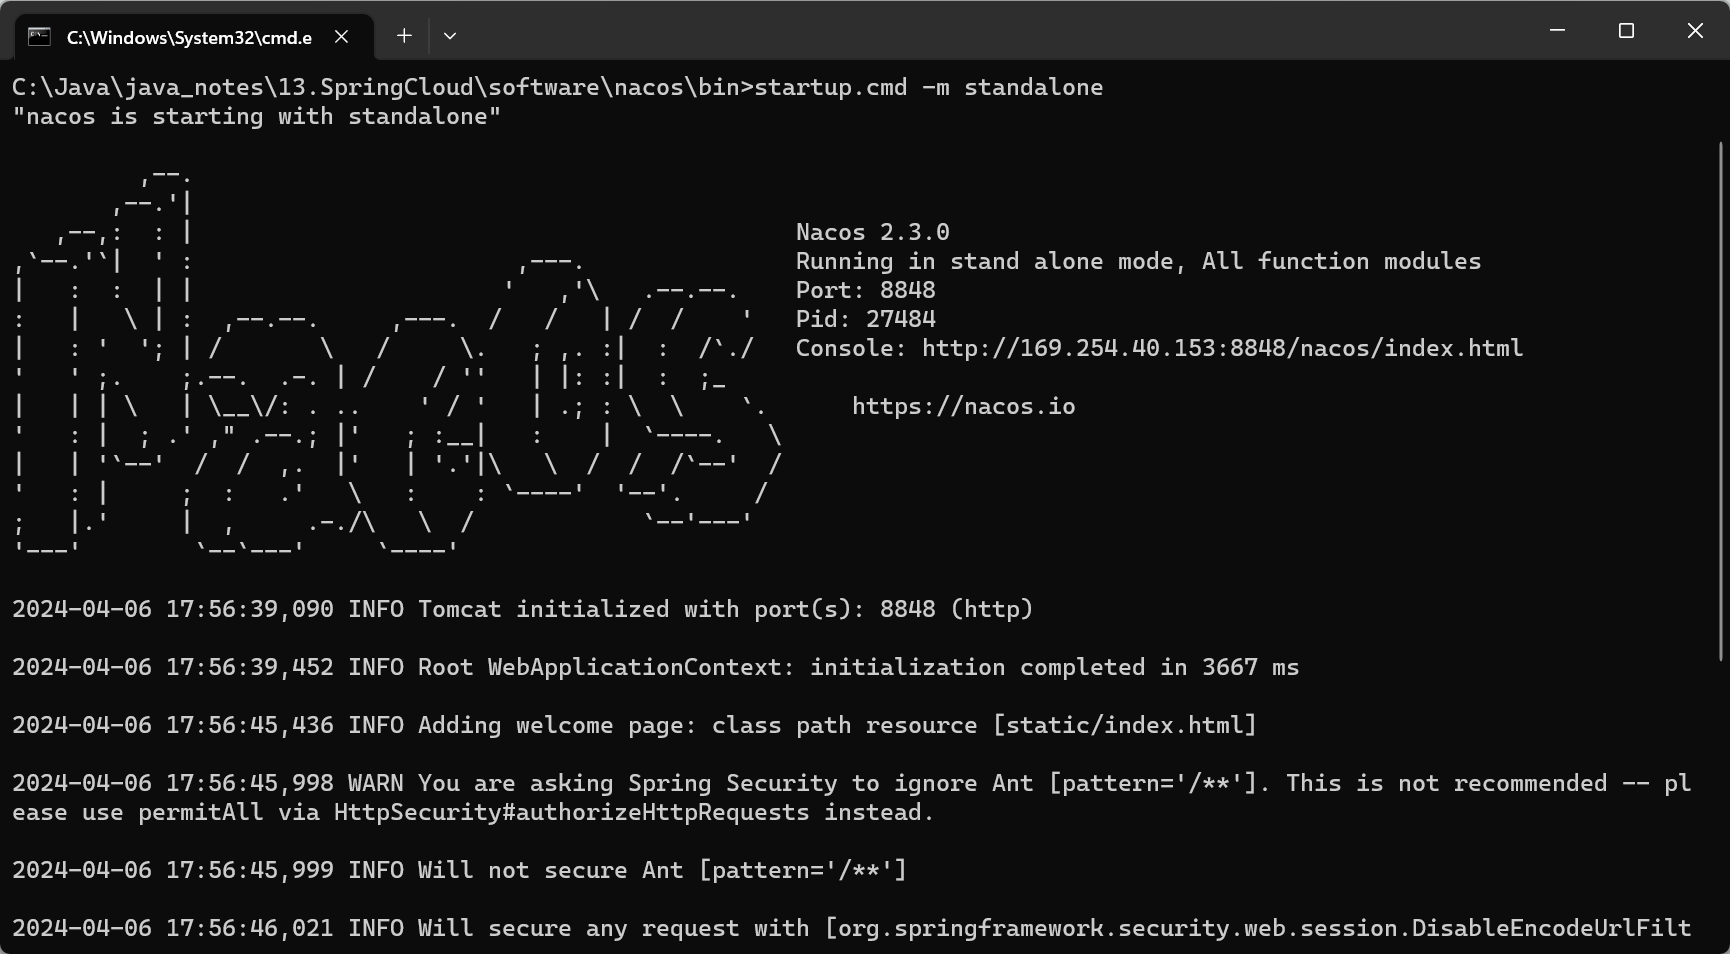 C:\Windows\System32\cmd.e
C:\Java\java_notes\13.SpringCloud\software\nacos\bin>startup.cmd -m standalone
"nacos is starting with standalone"
Nacos 2.3.0
Running in stand alone mode, All function modules
Port: 8848
Pid: 27484
Console: http://169.254.40.153:8848/nacos/index.html
https://nacos.io
2024-04-06 17:56:39,090 INFO Tomcat initialized with port(s): 8848 (http)
2024-04-06 17:56:39,452 INFO Root WebApplicationContext: initialization completed in 3667 ms
2024-04-06 17:56:45,436 INFO Adding welcome page: class path resource [static/index.html]
2024-04-06 17:56:45,998 WARN You are asking Spring Security to ignore Ant [pattern='/**']. This is not recommended -- pl
ease use permitAll via HttpSecurity#authorizeHttpRequests instead.
2024-04-06 17:56:45,999 INFO Will not secure Ant [pattern='/**']
2024-04-06 17:56:46,021 INFO Will secure any request with [org.springframework.security.web.session.DisableEncodeUrlFilt